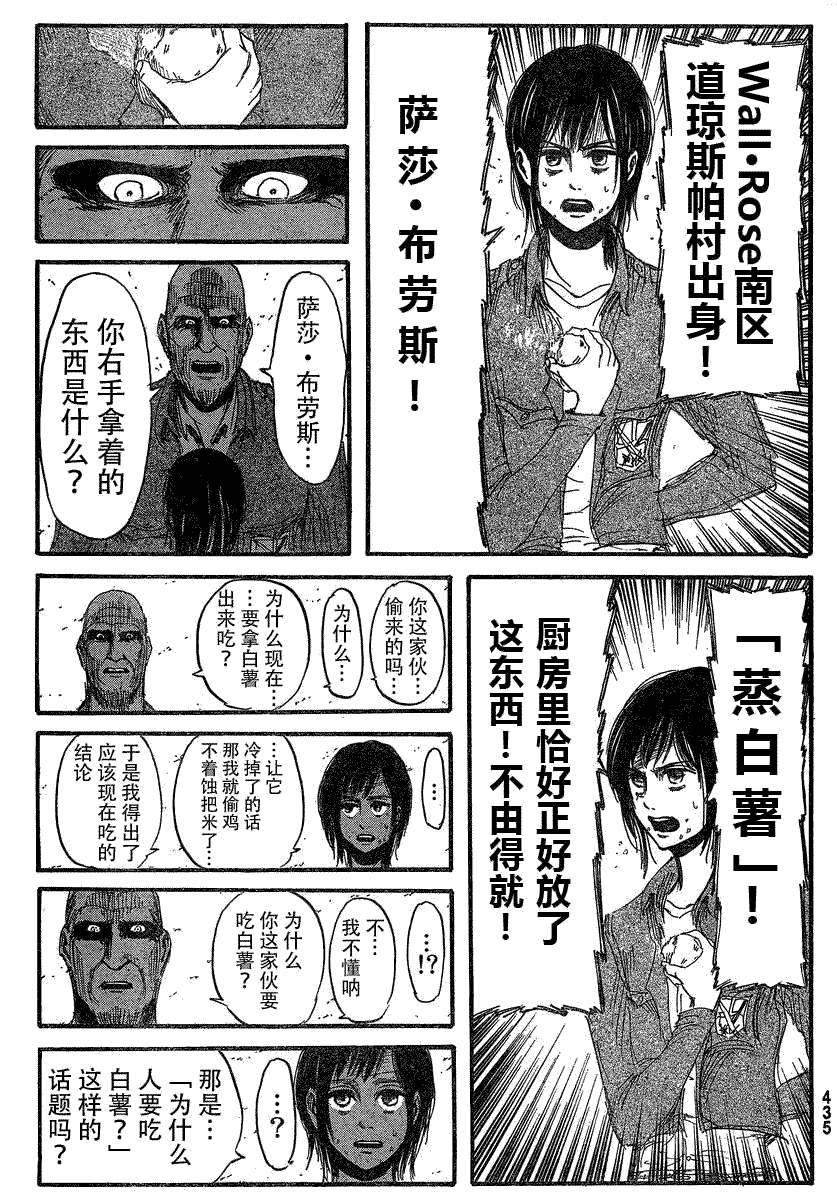 Wall·Rose南区
道琼斯帕村出身！
萨莎·布劳斯！
萨莎·布劳斯…
你右手拿着的
东西是什么？
「蒸白薯」！
厨房里恰好正好放了
这东西！不由得就！
你这家伙…
偷来的吗…
为什么…
为什么现在…
…要拿白薯
出来吃？
…
…让它
冷掉了的话
那我就偷鸡
不着蚀把米了…
于是我得出了
应该现在吃的
结论
…!?
不…
我不懂呐
为什么
你这家伙要
吃白薯？
…？
那是…
「为什么
人要吃
白薯？」
这样的
话题吗？
435